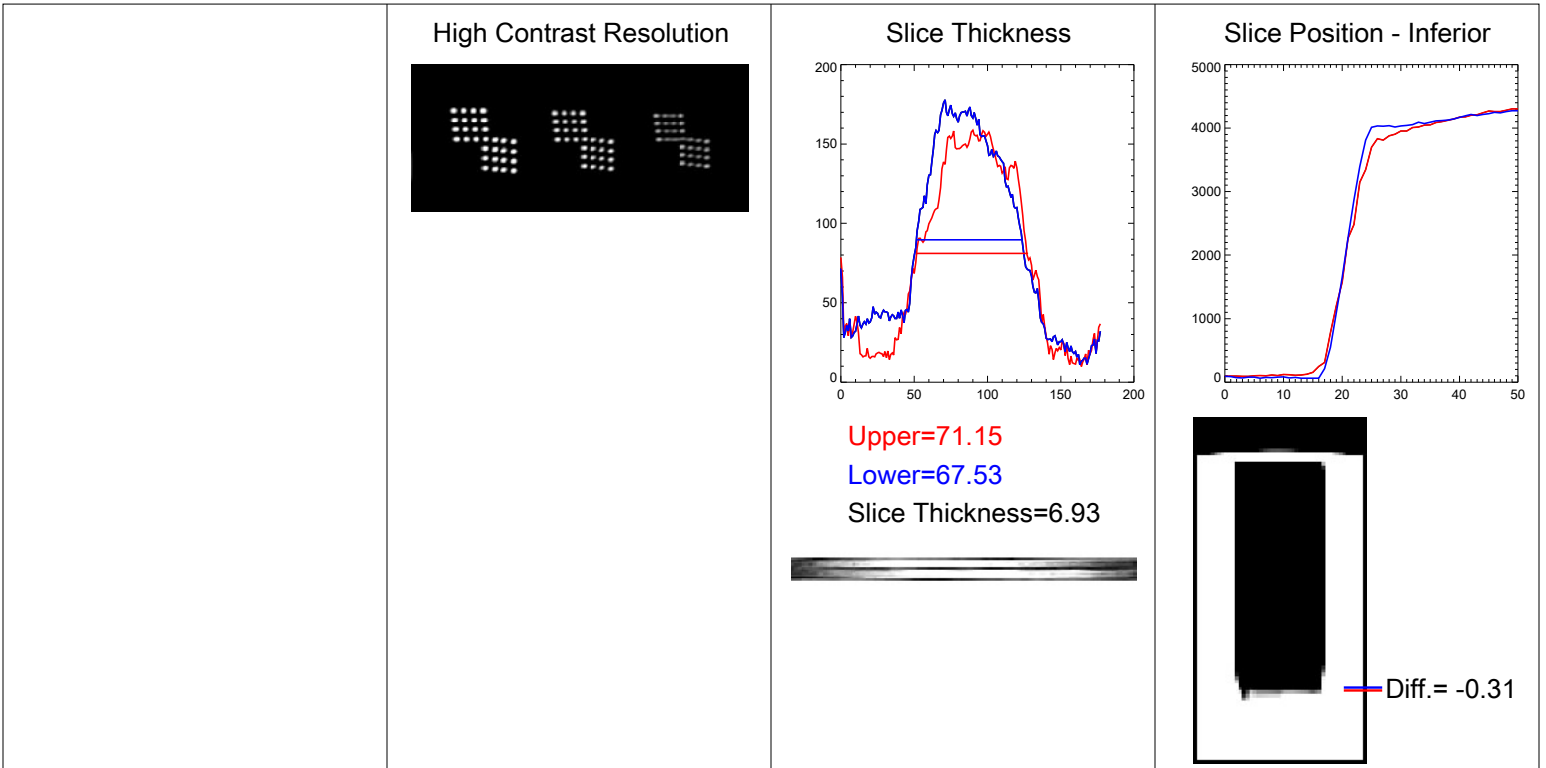 High Contrast Resolution
Slice Thickness
200
150
100
50
0
0 50 100 150 200
Upper=71.15
Lower=67.53
Slice Thickness=6.93
Slice Position - Inferior
5000
4000
3000
2000
1000
0
0 10 20 30 40 50
Diff.= -0.31